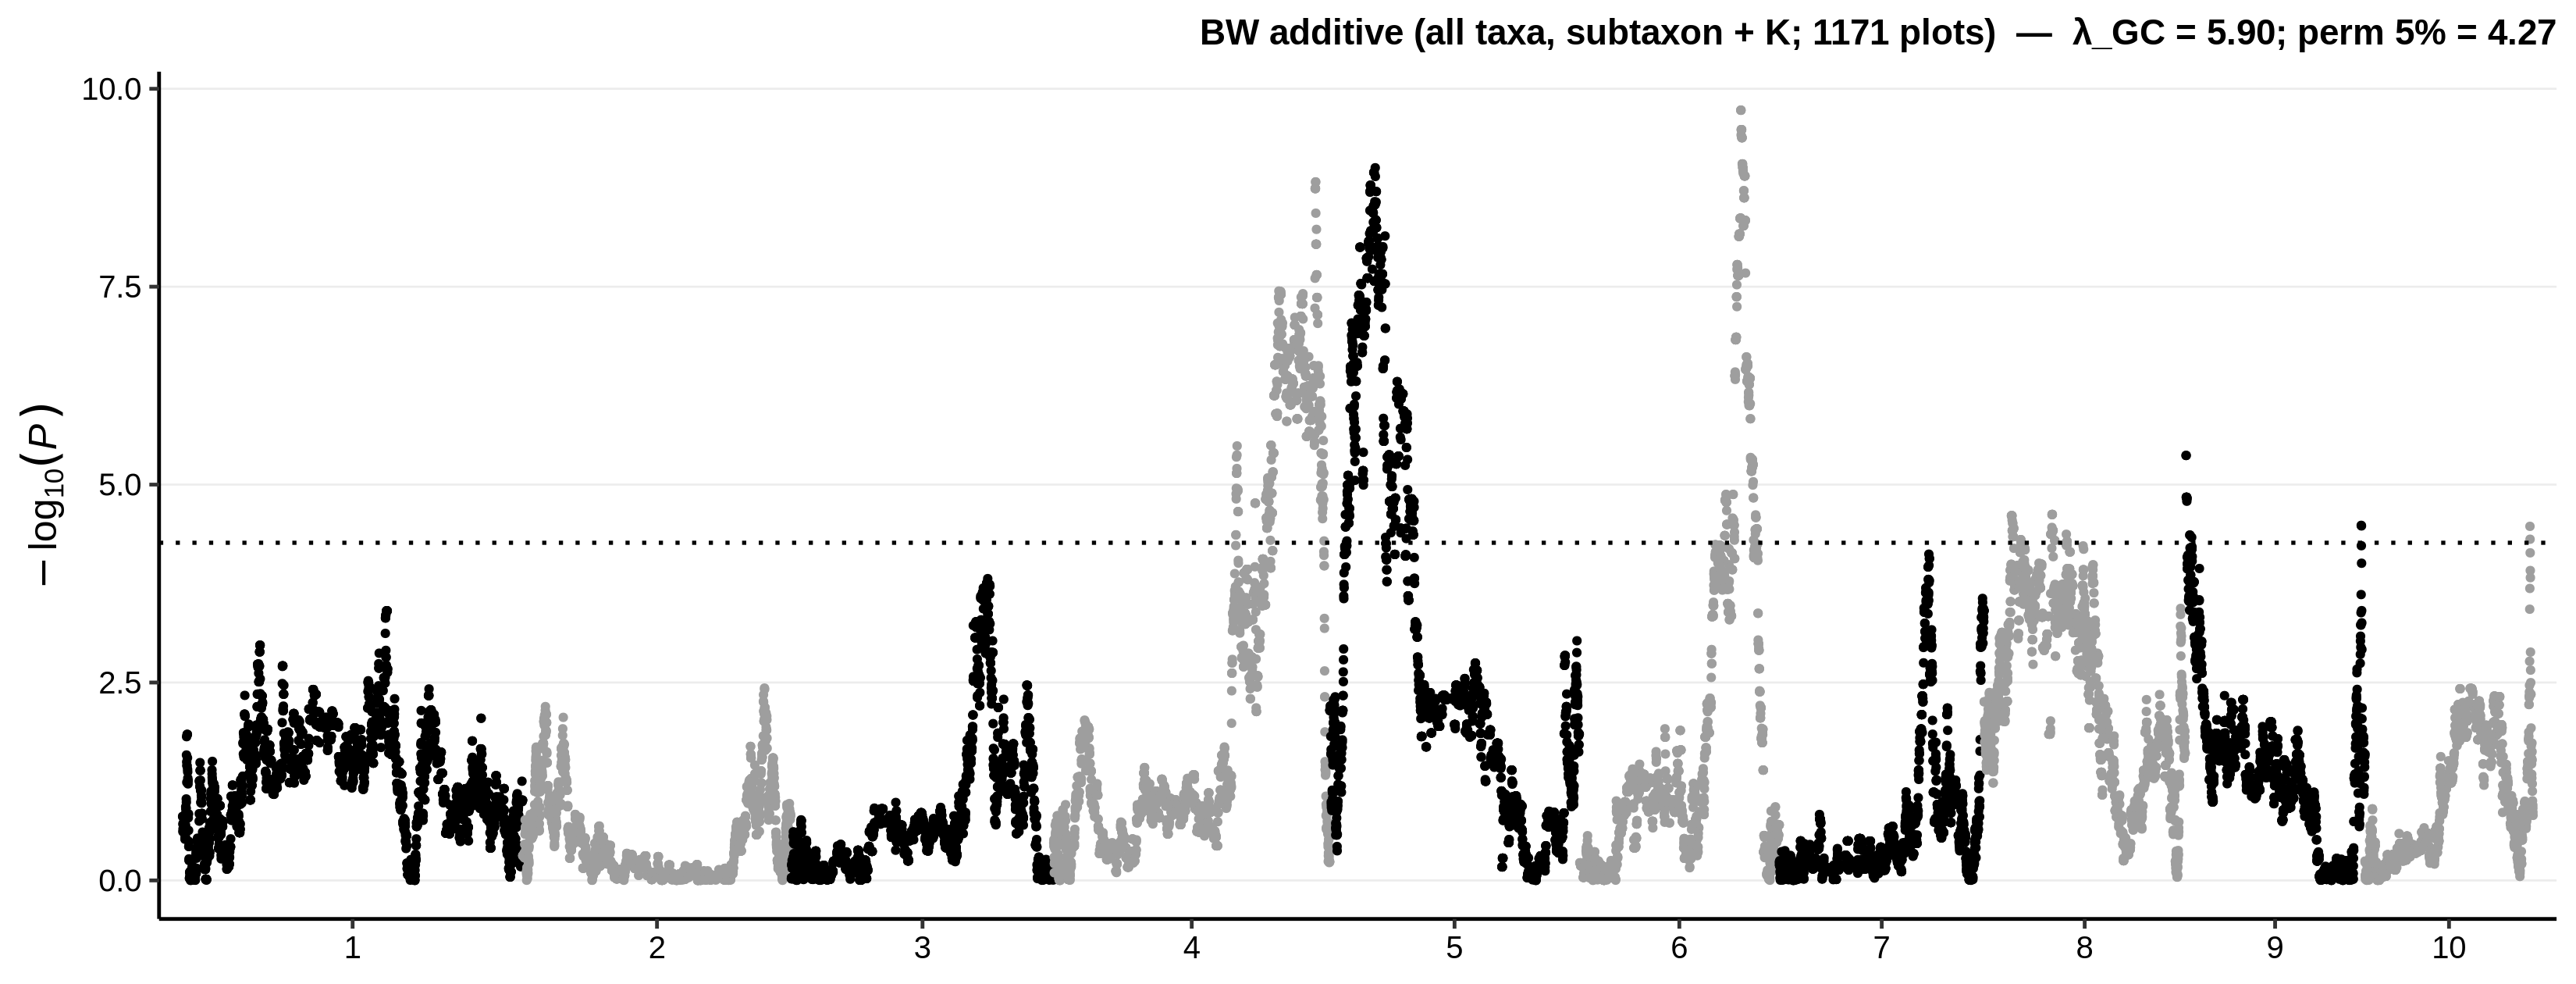 BW additive (all taxa, subtaxon + K; 1171 plots) — λ_GC = 5.90; perm 5% = 4.27
10.0
7.5
5.0
2.5
0.0
− log10(P)
1 2 3 4 5 6 7 8 9 10